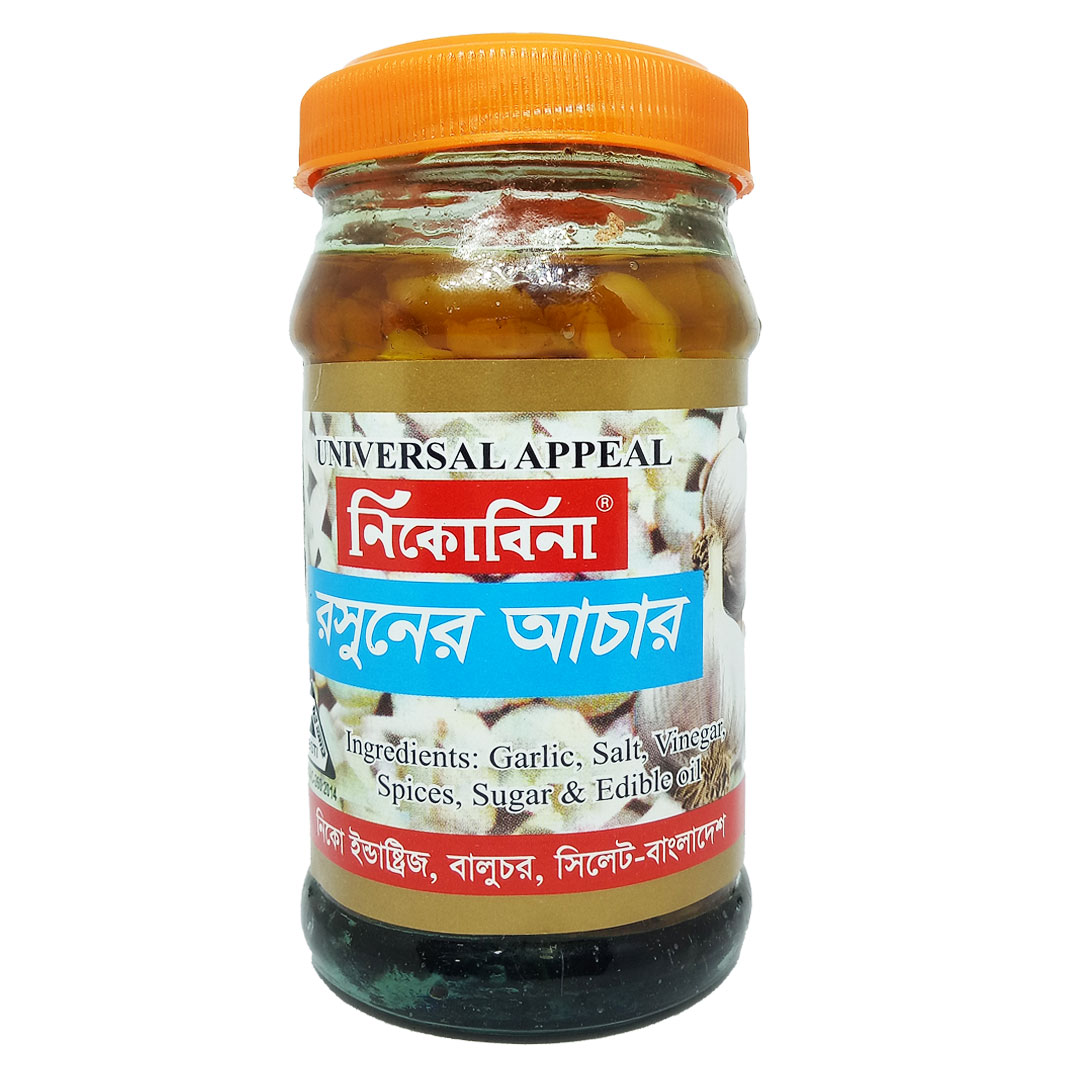 UNIVERSAL APPEAL
নিকোবিনা®
রসুনের আচার
Ingredients: Garlic, Salt, Vinegar,
Spices, Sugar & Edible oil
নিকো ইন্ডাষ্ট্রিজ, বালুচর, সিলেট-বাংলাদেশ